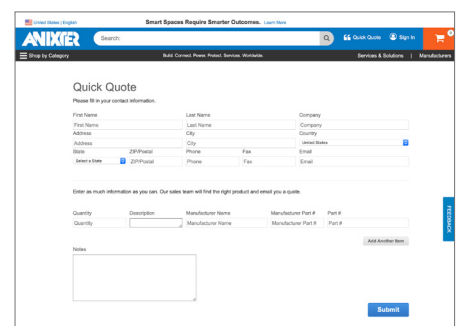 United States | English Smart Spaces Require Smarter Outcomes. Learn More
ANIXTER Search: Quick Quote Sign In 0
Shop by Category Build. Connect. Power. Protect. Services. Worldwide. Services & Solutions | Manufacturers
Quick Quote
Please fill in your contact information.
First Name Last Name Company
First Name Last Name Company
Address City Country
Address City United States
State ZIP/Postal Phone Fax Email
Select a State ZIP/Postal Phone Fax Email
Enter as much information as you can. Our sales team will find the right product and email you a quote.
Quantity Description Manufacturer Name Manufacturer Part # Part #
Quantity Manufacturer Name Manufacturer Part # Part #
FEEDBACK
Add Another Item
Notes
Submit